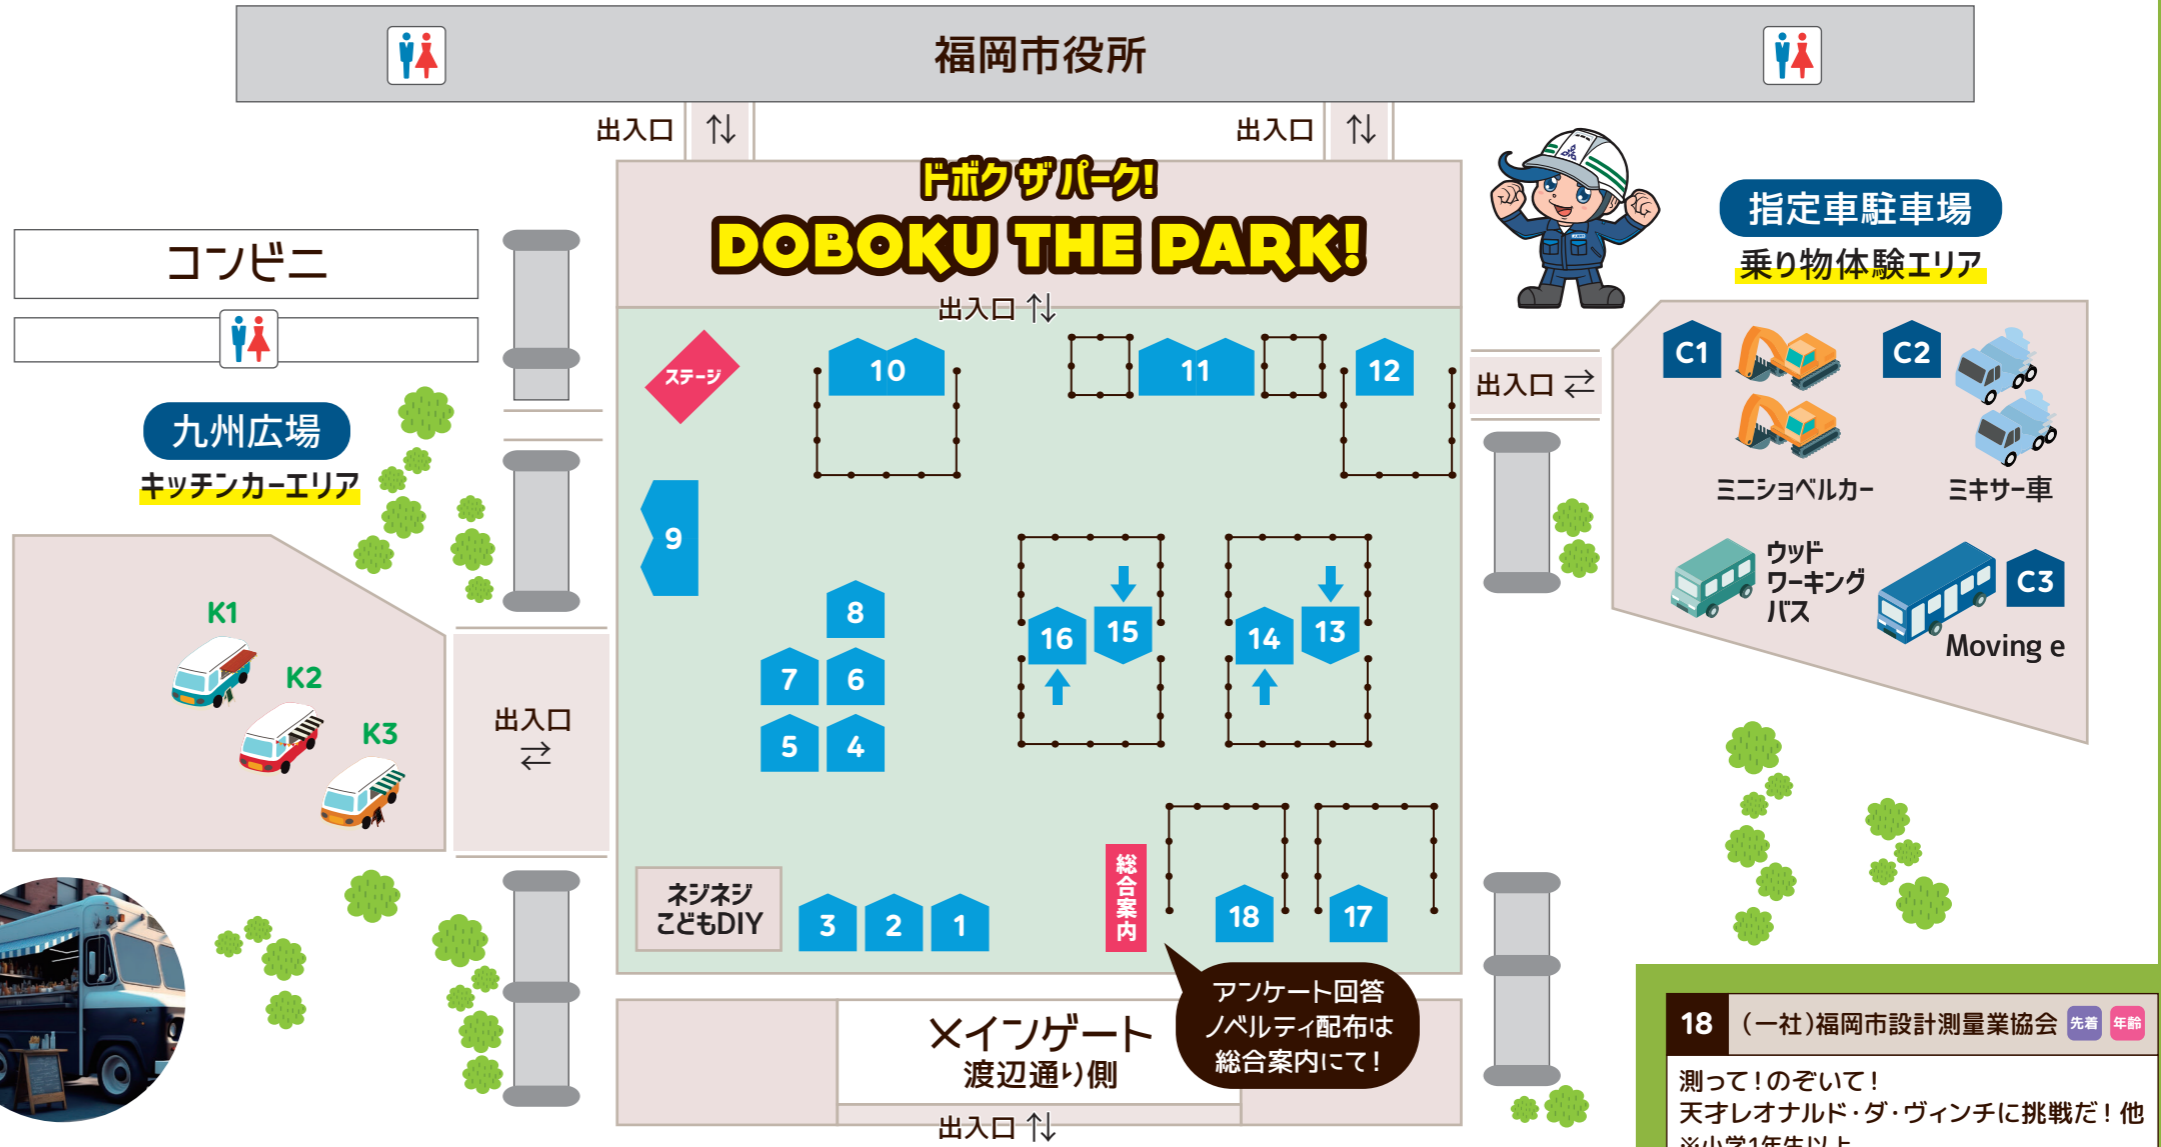 福岡市役所
出入口
出入口
ドボク ザ パーク!
DOBOKU THE PARK!
出入口
コンビニ
九州広場
キッチンカーエリア
K1
K2
K3
出入口
ステージ
10
11
12
9
8
7
6
5
4
16
15
14
13
ネジネジ
こどもDIY
3
2
1
総合案内
18
17
アンケート回答
ノベルティ配布は
総合案内にて!
メインゲート
渡辺通り側
出入口
出入口
指定車駐車場
乗り物体験エリア
C1
C2
ミニショベルカー
ミキサー車
ウッド
ワーキング
バス
C3
Moving e
18 (一社)福岡市設計測量業協会 先着 年齢
測って!のぞいて!
天才レオナルド・ダ・ヴィンチに挑戦だ!他
※小学1年生以上